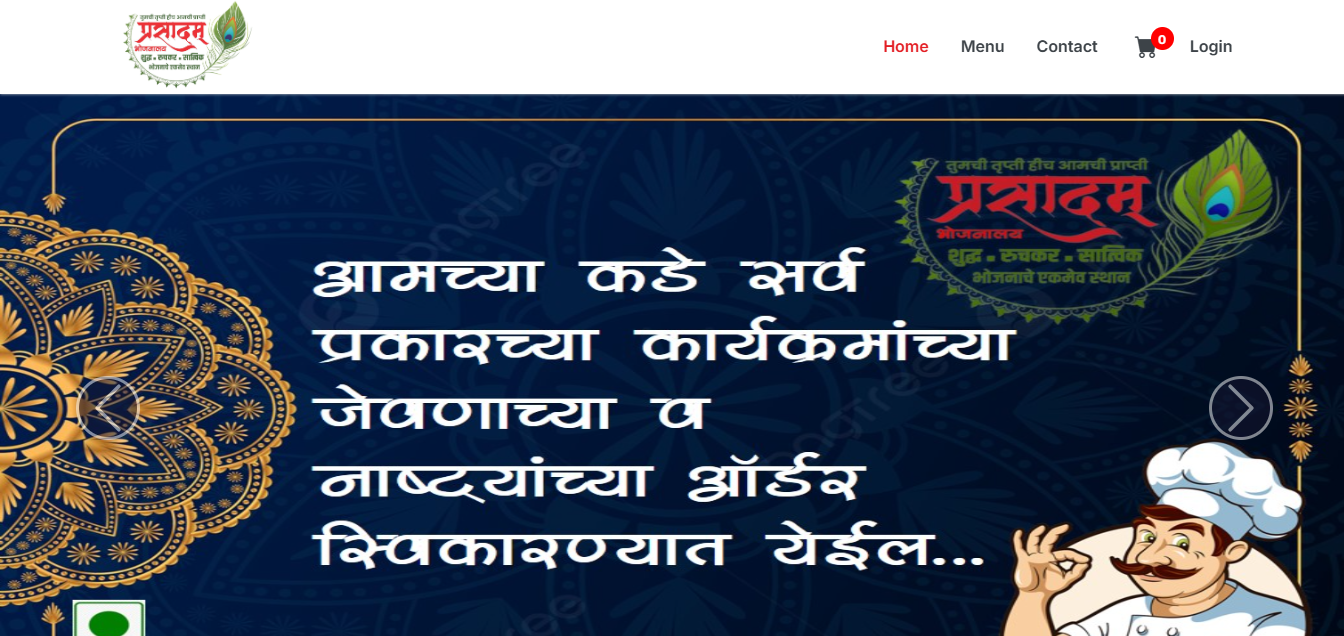 तुमची तृप्ती हीच आमची प्राप्ती
प्रसादम्
भोजनालय
शुद्ध ॰ रुचकर ॰ सात्विक
भोजनाचे एकमेव स्थान
Home
Menu
Contact
0
Login
तुमची तृप्ती हीच आमची प्राप्ती
प्रसादम्
भोजनालय
शुद्ध ॰ रुचकर ॰ सात्विक
भोजनाचे एकमेव स्थान
आमच्या कडे सर्व
प्रकारच्या कार्यक्रमांच्या
जेवणाच्या व
नाष्ट्यांच्या ऑर्डर
स्विकारण्यात येईल...